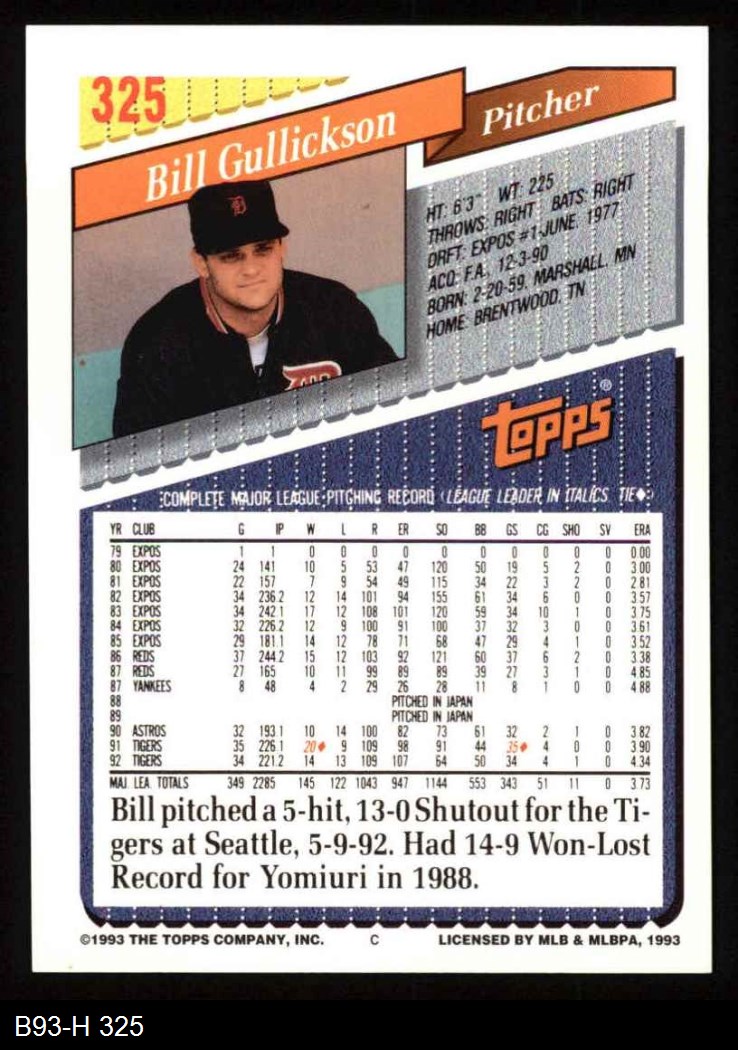 325
Bill Gullickson
Pitcher
D
HT: 6'3" WT: 225
THROWS: RIGHT BATS: RIGHT
DRFT: EXPOS #1-JUNE, 1977
ACQ: F.A., 12-3-90
BORN: 2-20-59, MARSHALL, MN
HOME: BRENTWOOD, TN
TOPPS®
COMPLETE MAJOR LEAGUE PITCHING RECORD (LEAGUE LEADER IN ITALICS, TIE♦)
YR CLUB G IP W L R ER SO BB GS CG SHO SV ERA
79 EXPOS 1 1 0 0 0 0 0 0 0 0 0 0 0.00
80 EXPOS 24 141 10 5 53 47 120 50 19 5 2 0 3.00
81 EXPOS 22 157 7 9 54 49 115 34 22 3 2 0 2.81
82 EXPOS 34 236.2 12 14 101 94 155 61 34 6 0 0 3.57
83 EXPOS 34 242.1 17 12 108 101 120 59 34 10 1 0 3.75
84 EXPOS 32 226.2 12 9 100 91 100 37 32 3 0 0 3.61
85 EXPOS 29 181.1 14 12 78 71 68 47 29 4 1 0 3.52
86 REDS 37 244.2 15 12 103 92 121 60 37 6 2 0 3.38
87 REDS 27 165 10 11 99 89 89 39 27 3 1 0 4.85
87 YANKEES 8 48 4 2 29 26 28 11 8 1 0 0 4.88
88 PITCHED IN JAPAN
89 PITCHED IN JAPAN
90 ASTROS 32 193.1 10 14 100 82 73 61 32 2 1 0 3.82
91 TIGERS 35 226.1 20♦ 9 109 98 91 44 35♦ 4 0 0 3.90
92 TIGERS 34 221.2 14 13 109 107 64 50 34 4 1 0 4.34
MAJ. LEA. TOTALS 349 2285 145 122 1043 947 1144 553 343 51 11 0 3.73
Bill pitched a 5-hit, 13-0 Shutout for the Ti-
gers at Seattle, 5-9-92. Had 14-9 Won-Lost
Record for Yomiuri in 1988.
©1993 THE TOPPS COMPANY, INC. C LICENSED BY MLB & MLBPA, 1993
B93-H 325